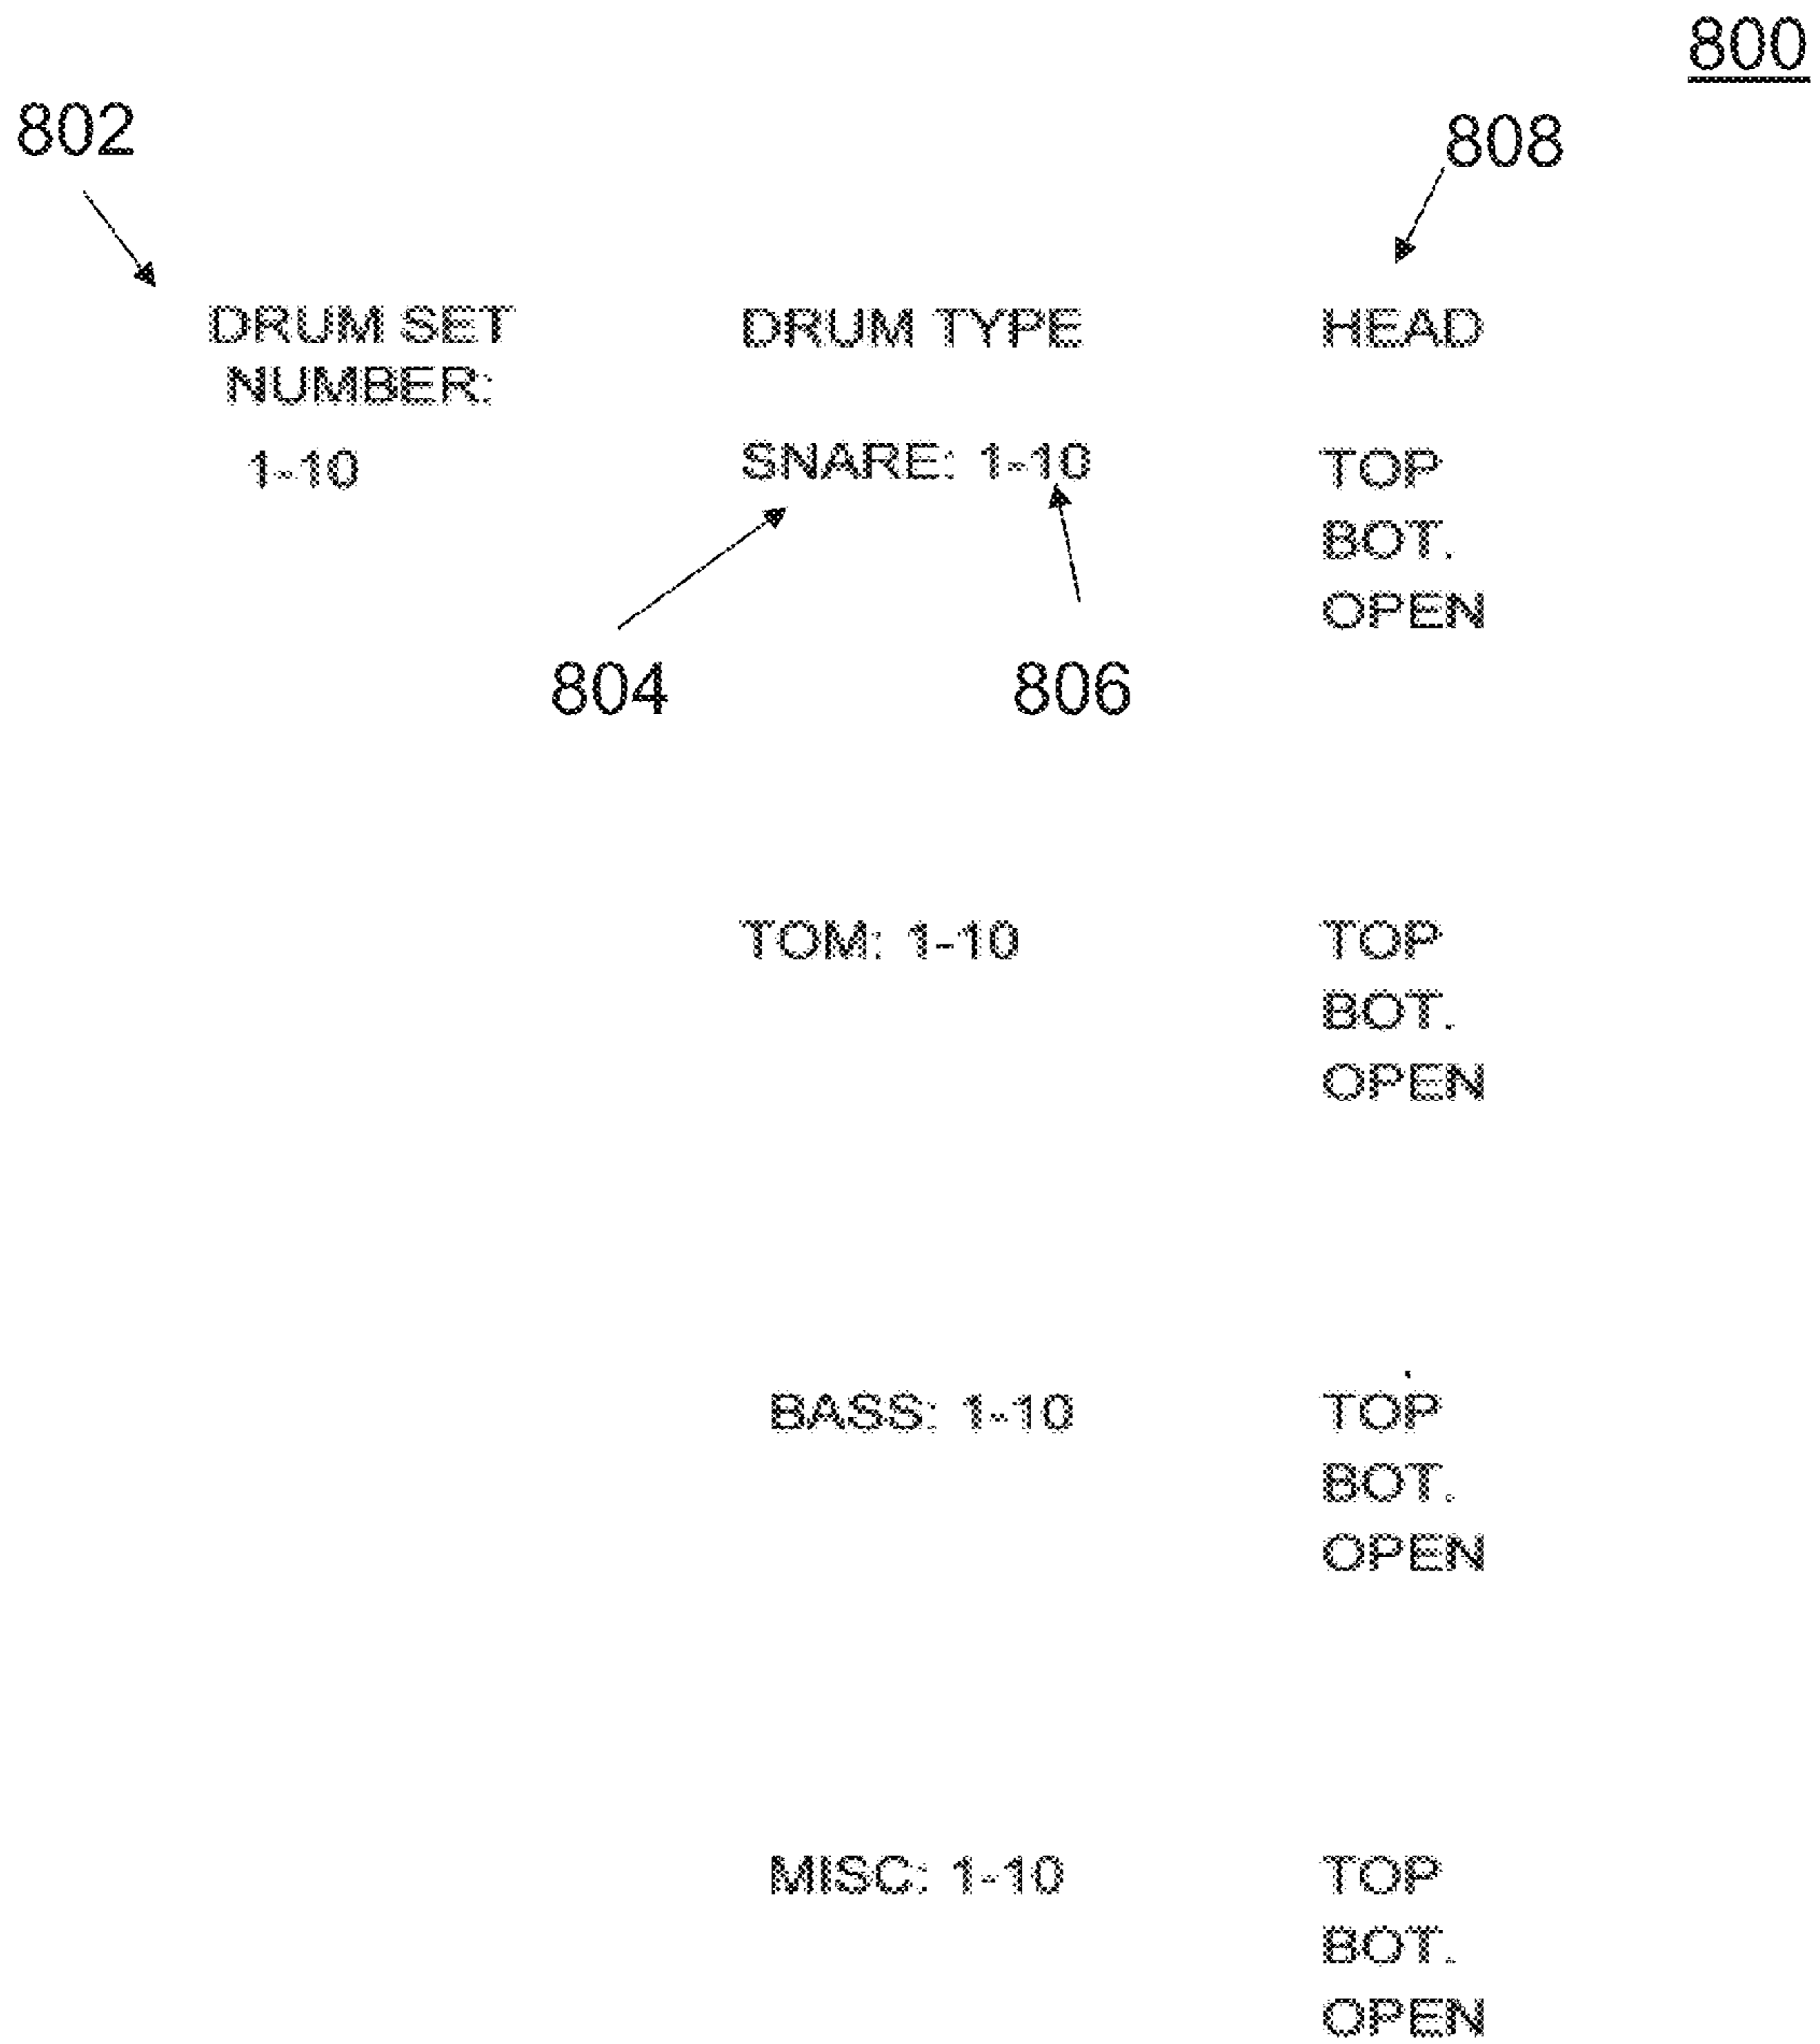 800
802
808
DRUM SET DRUM TYPE HEAD
NUMBER:
1-10 SNARE: 1-10 TOP
BOT.
OPEN
804 806
TOM: 1-10 TOP
BOT.
OPEN
BASS: 1-10 TOP
BOT.
OPEN
MISC: 1-10 TOP
BOT.
OPEN